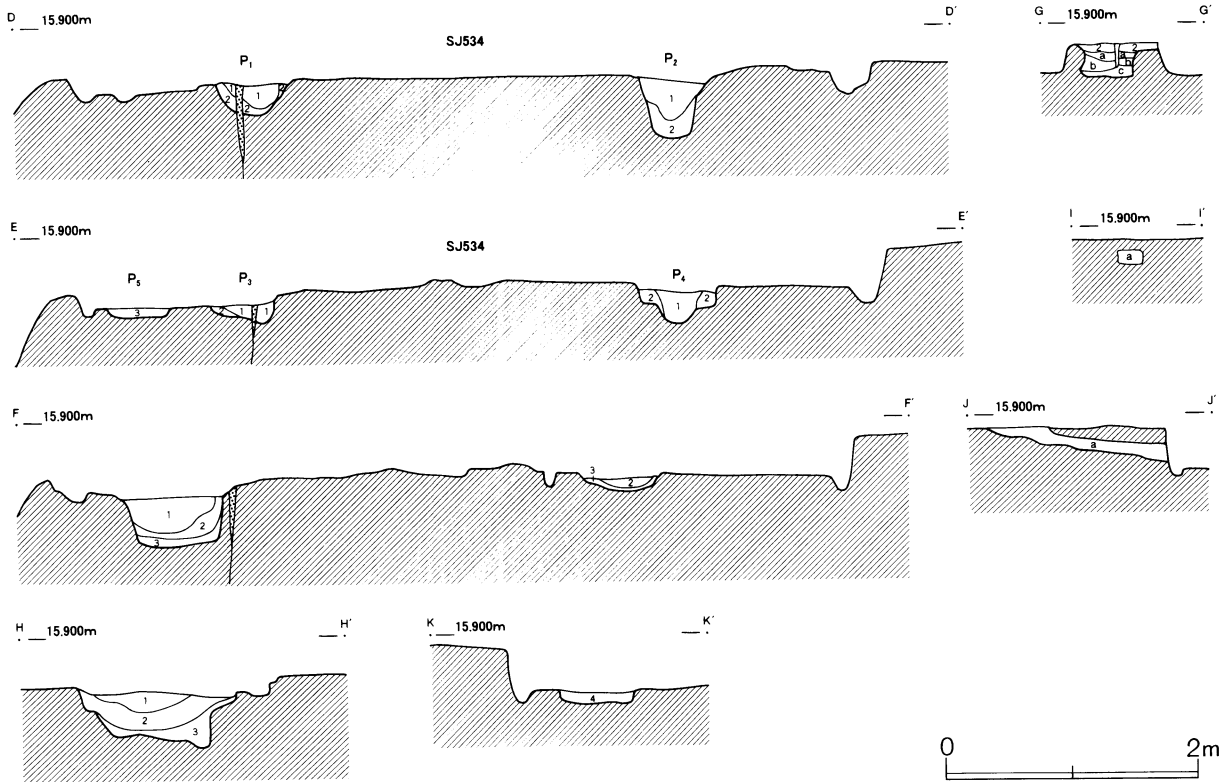 D 15.900m D′
SJ534
P₁ P₂
1 2 2 1 2
G 15.900m G′
2 2 a a b b c
E 15.900m E′
SJ534
P₅ P₃ P₄
3 1 1 2 1 2
I 15.900m I′
a
F 15.900m F′
1 2 3 3 1 2
J 15.900m J′
a
H 15.900m H′
1 2 3
K 15.900m K′
4
0 2m